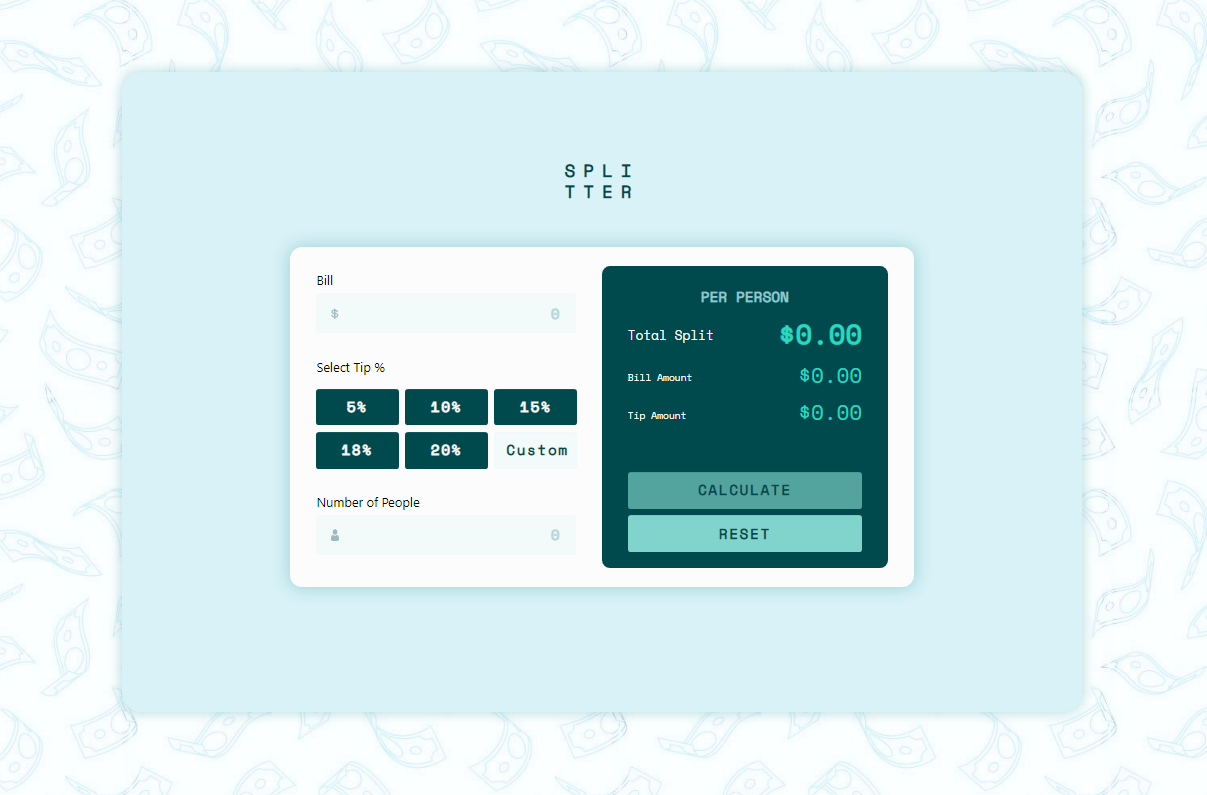 SPLI
TTER
Bill
$ 0
Select Tip %
5% 10% 15%
18% 20% Custom
Number of People
0
PER PERSON
Total Split $0.00
Bill Amount $0.00
Tip Amount $0.00
CALCULATE
RESET